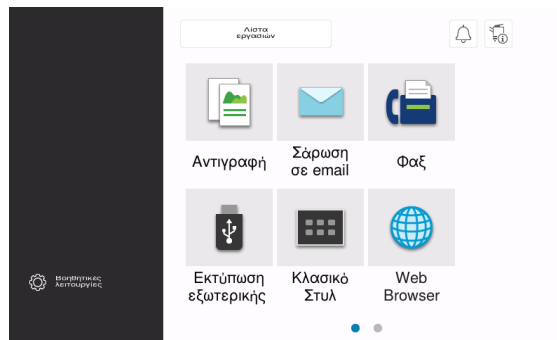 Λίστα
εργασιών
Αντιγραφή
Σάρωση
σε email
Φαξ
Εκτύπωση
εξωτερικής
Κλασικό
Στυλ
Web
Browser
Βοηθητικές
λειτουργίες